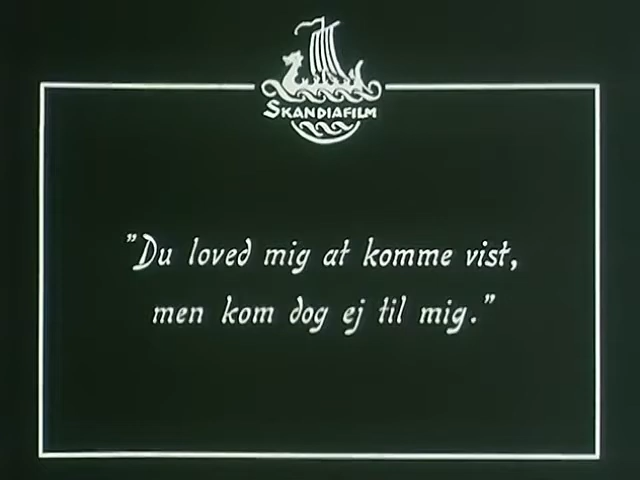 SKANDIAFILM
"Du loved mig at komme vist,
men kom dog ej til mig."